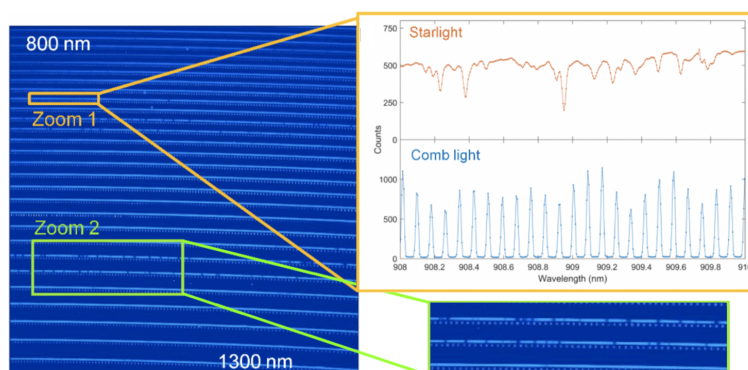 800 nm
Zoom 1
Zoom 2
1300 nm
Starlight
750
500
250
0
Counts
Comb light
1000
500
0
908 908.2 908.4 908.6 908.8 909 909.2 909.4 909.6 909.8 910
Wavelength (nm)